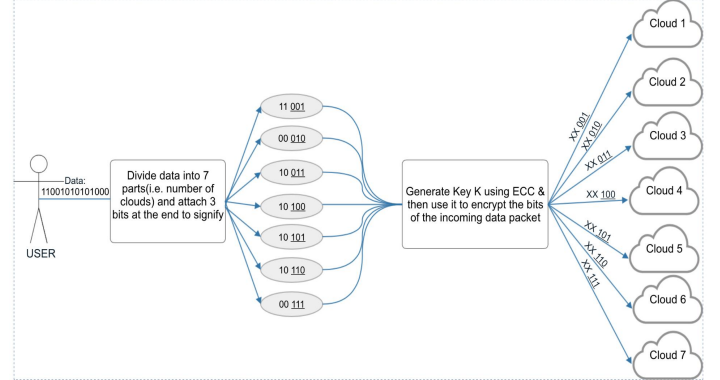 USER
Data:
11001010101000
Divide data into 7
parts(i.e. number of
clouds) and attach 3
bits at the end to signify
11 001
00 010
10 011
10 100
10 101
10 110
00 111
Generate Key K using ECC &
then use it to encrypt the bits
of the incoming data packet
XX 001
XX 010
XX 011
XX 100
XX 101
XX 110
XX 111
Cloud 1
Cloud 2
Cloud 3
Cloud 4
Cloud 5
Cloud 6
Cloud 7